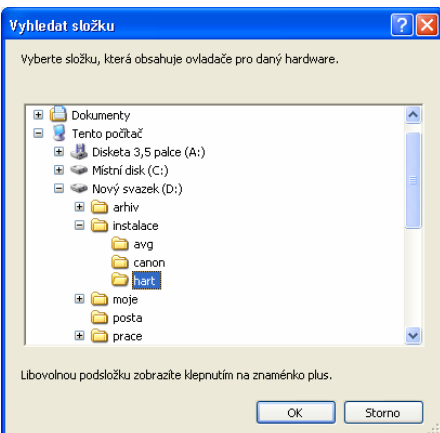 Vyhledat složku
Vyberte složku, která obsahuje ovladače pro daný hardware.
Dokumenty
Tento počítač
Disketa 3,5 palce (A:)
Místní disk (C:)
Nový svazek (D:)
arhiv
instalace
avg
canon
hart
moje
posta
prace
Libovolnou podsložku zobrazíte klepnutím na znaménko plus.
OK Storno